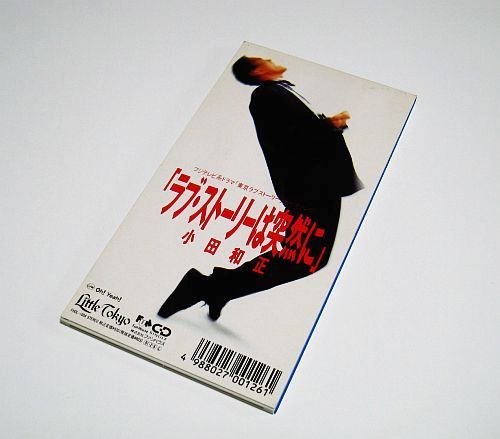 フジテレビ系ドラマ「東京ラブストーリー
「ラブ・ストーリーは突然に」
小田和正
Oh! Yeah!
Little Tokyo
4 988027 001261